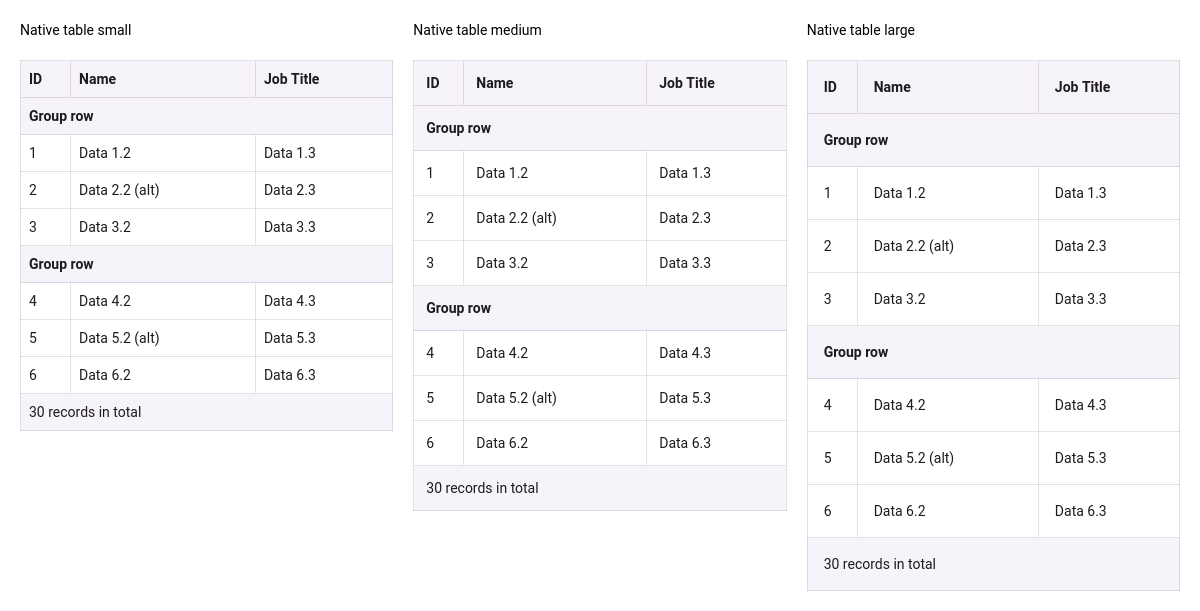 Native table small
ID Name Job Title
Group row
1 Data 1.2 Data 1.3
2 Data 2.2 (alt) Data 2.3
3 Data 3.2 Data 3.3
Group row
4 Data 4.2 Data 4.3
5 Data 5.2 (alt) Data 5.3
6 Data 6.2 Data 6.3
30 records in total
Native table medium
ID Name Job Title
Group row
1 Data 1.2 Data 1.3
2 Data 2.2 (alt) Data 2.3
3 Data 3.2 Data 3.3
Group row
4 Data 4.2 Data 4.3
5 Data 5.2 (alt) Data 5.3
6 Data 6.2 Data 6.3
30 records in total
Native table large
ID Name Job Title
Group row
1 Data 1.2 Data 1.3
2 Data 2.2 (alt) Data 2.3
3 Data 3.2 Data 3.3
Group row
4 Data 4.2 Data 4.3
5 Data 5.2 (alt) Data 5.3
6 Data 6.2 Data 6.3
30 records in total